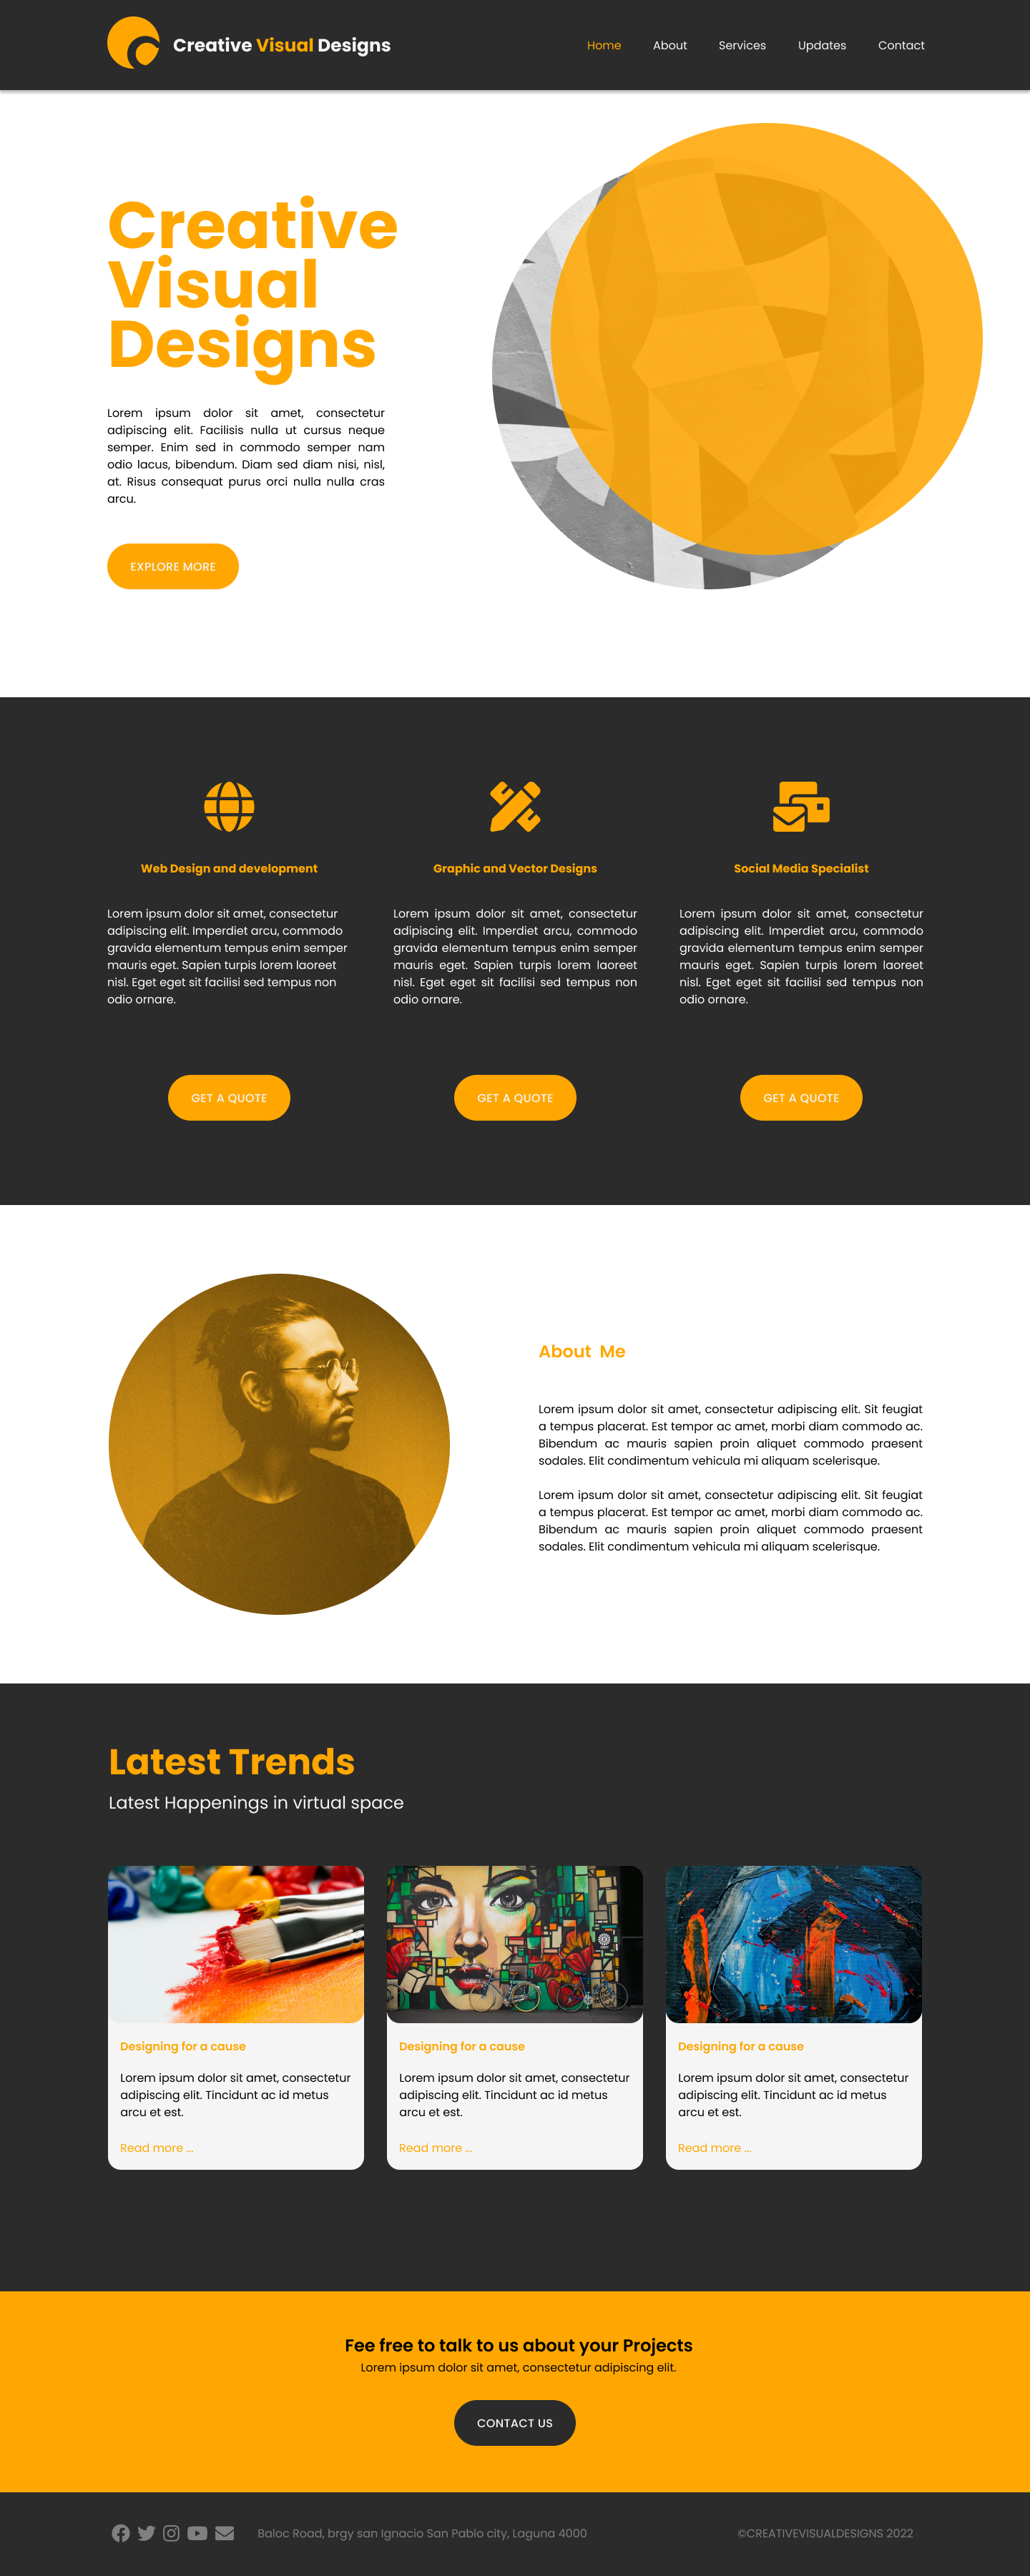 Creative Visual Designs
Home About Services Updates Contact
Creative
Visual
Designs
Lorem ipsum dolor sit amet, consectetur
adipiscing elit. Facilisis nulla ut cursus neque
semper. Enim sed in commodo semper nam
odio lacus, bibendum. Diam sed diam nisi, nisl,
at. Risus consequat purus orci nulla nulla cras
arcu.
EXPLORE MORE
Web Design and development
Lorem ipsum dolor sit amet, consectetur
adipiscing elit. Imperdiet arcu, commodo
gravida elementum tempus enim semper
mauris eget. Sapien turpis lorem laoreet
nisl. Eget eget sit facilisi sed tempus non
odio ornare.
GET A QUOTE
Graphic and Vector Designs
Lorem ipsum dolor sit amet, consectetur
adipiscing elit. Imperdiet arcu, commodo
gravida elementum tempus enim semper
mauris eget. Sapien turpis lorem laoreet
nisl. Eget eget sit facilisi sed tempus non
odio ornare.
GET A QUOTE
Social Media Specialist
Lorem ipsum dolor sit amet, consectetur
adipiscing elit. Imperdiet arcu, commodo
gravida elementum tempus enim semper
mauris eget. Sapien turpis lorem laoreet
nisl. Eget eget sit facilisi sed tempus non
odio ornare.
GET A QUOTE
About Me
Lorem ipsum dolor sit amet, consectetur adipiscing elit. Sit feugiat
a tempus placerat. Est tempor ac amet, morbi diam commodo ac.
Bibendum ac mauris sapien proin aliquet commodo praesent
sodales. Elit condimentum vehicula mi aliquam scelerisque.
Lorem ipsum dolor sit amet, consectetur adipiscing elit. Sit feugiat
a tempus placerat. Est tempor ac amet, morbi diam commodo ac.
Bibendum ac mauris sapien proin aliquet commodo praesent
sodales. Elit condimentum vehicula mi aliquam scelerisque.
Latest Trends
Latest Happenings in virtual space
Designing for a cause
Lorem ipsum dolor sit amet, consectetur
adipiscing elit. Tincidunt ac id metus
arcu et est.
Read more ...
Designing for a cause
Lorem ipsum dolor sit amet, consectetur
adipiscing elit. Tincidunt ac id metus
arcu et est.
Read more ...
Designing for a cause
Lorem ipsum dolor sit amet, consectetur
adipiscing elit. Tincidunt ac id metus
arcu et est.
Read more ...
Fee free to talk to us about your Projects
Lorem ipsum dolor sit amet, consectetur adipiscing elit.
CONTACT US
Baloc Road, brgy san Ignacio San Pablo city, Laguna 4000
©CREATIVEVISUALDESIGNS 2022